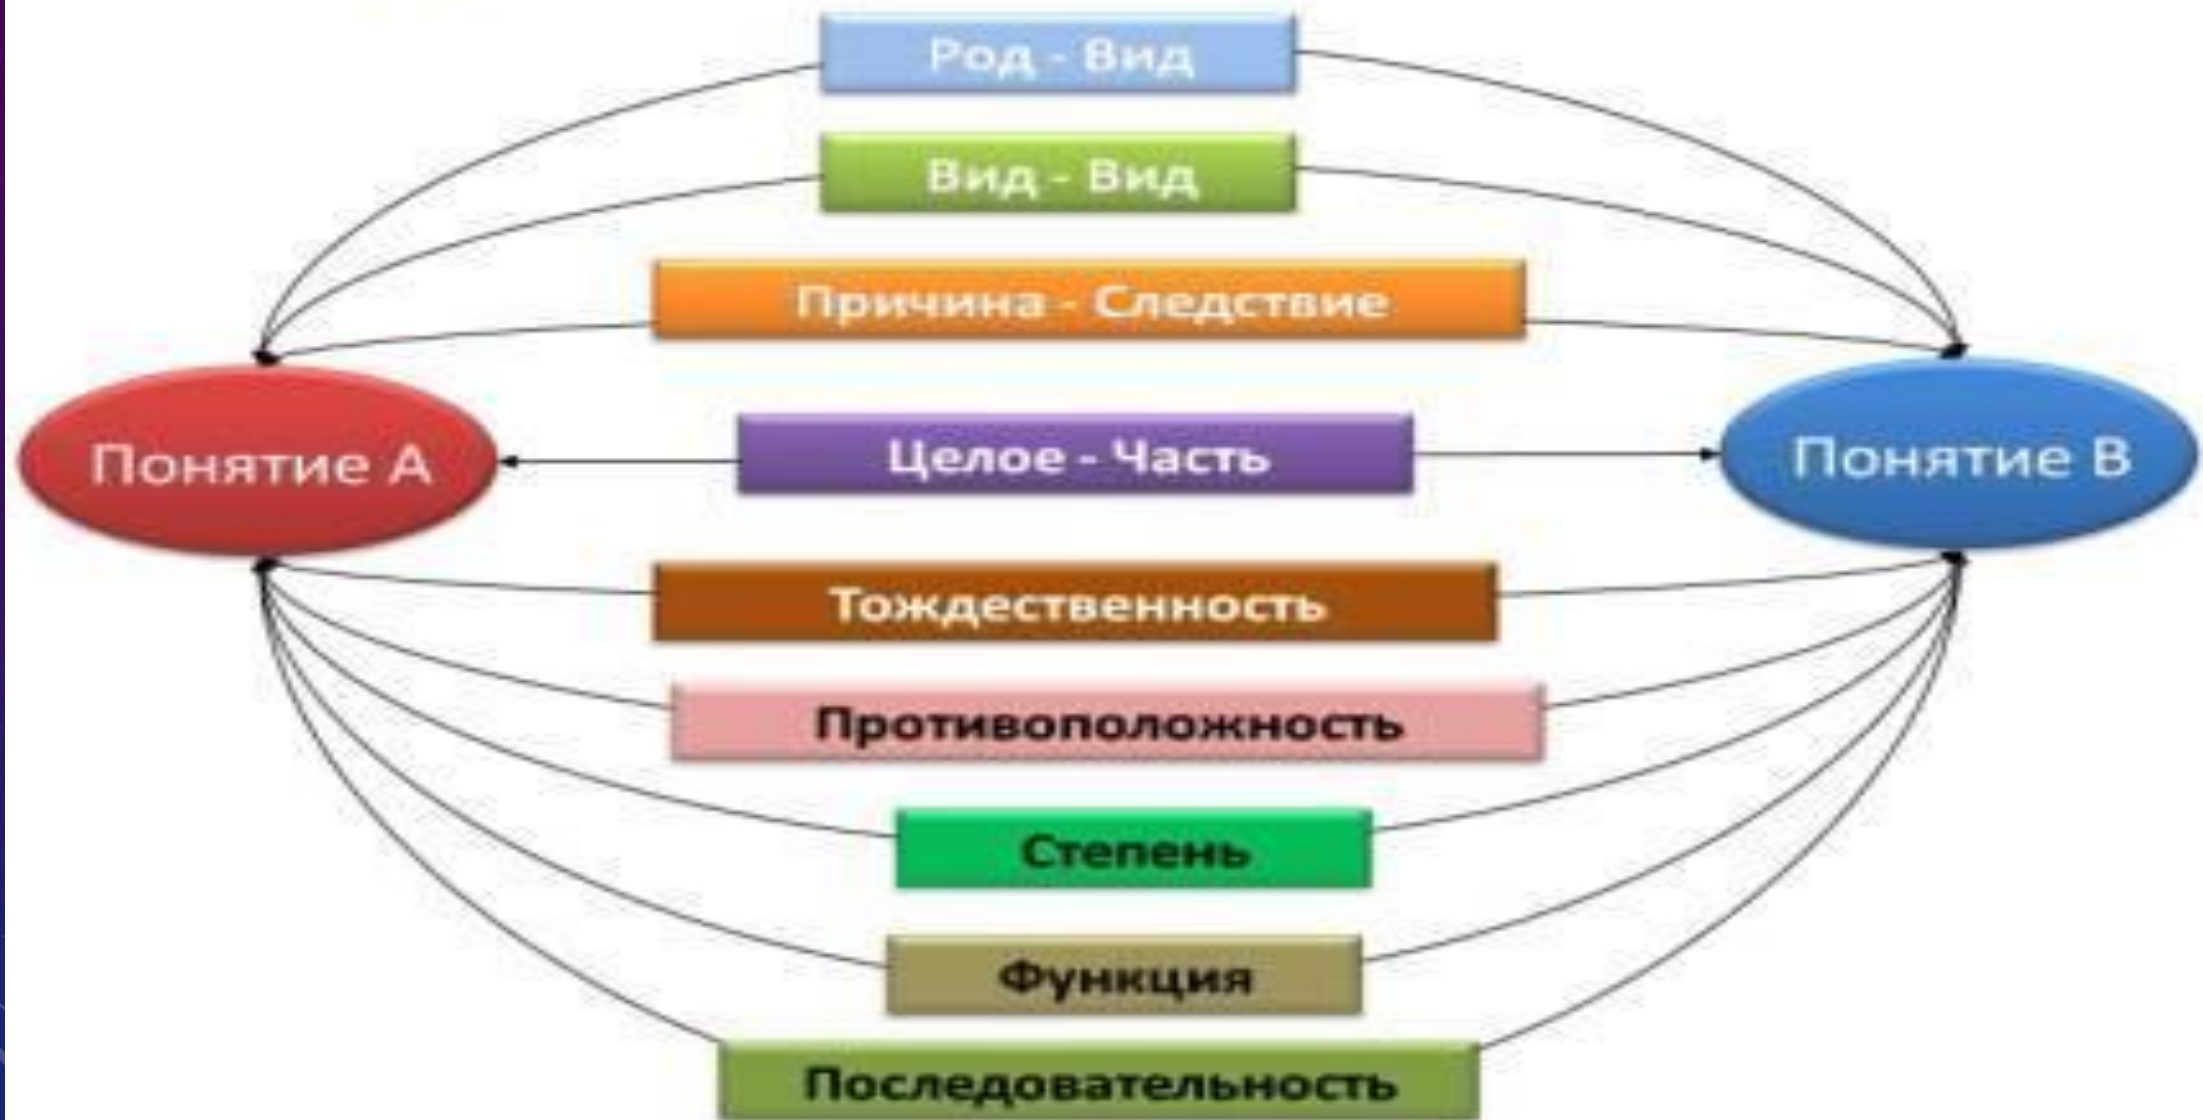 Род - Вид
Вид - Вид
Причина - Следствие
Понятие А
Целое - Часть
Понятие В
Тождественность
Противоположность
Степень
Функция
Последовательность